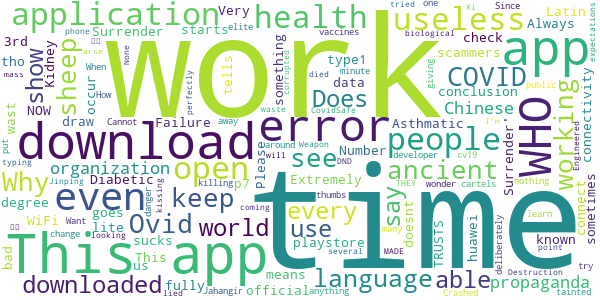 application Very Surrender starts health useless Latin Always tried one Xi Since
phone elite biological vaccines expectations
3rd tho Kidney show sheep work something tells type1 Does data check scammers app
mass arse None How When NOW occur COVID conclusion connectivity
Cannot perfectly corrupted minute giving public I'm
put wast draw Failure away died CovidSafe Chinese
download error WHO working
typing Why even open Around DND Weapon Number Asthmatic people Surrender' Engineered
degree organization Diabetic Please see developer cv19 sometimes connect
WiFi Want p7 will Extremely ancient nothing
Jinping kissing danger killing keep thumbs THEY wonder cartels
This app Ovid world every time say able known point
goes lite coming playstore doesnt TRUSTS huawei deliberately learn
bad sucks This us means use language MADE propaganda Destruction try
change looking several many
downloaded lied fully Jahangir official anything Crashed tainted
waste